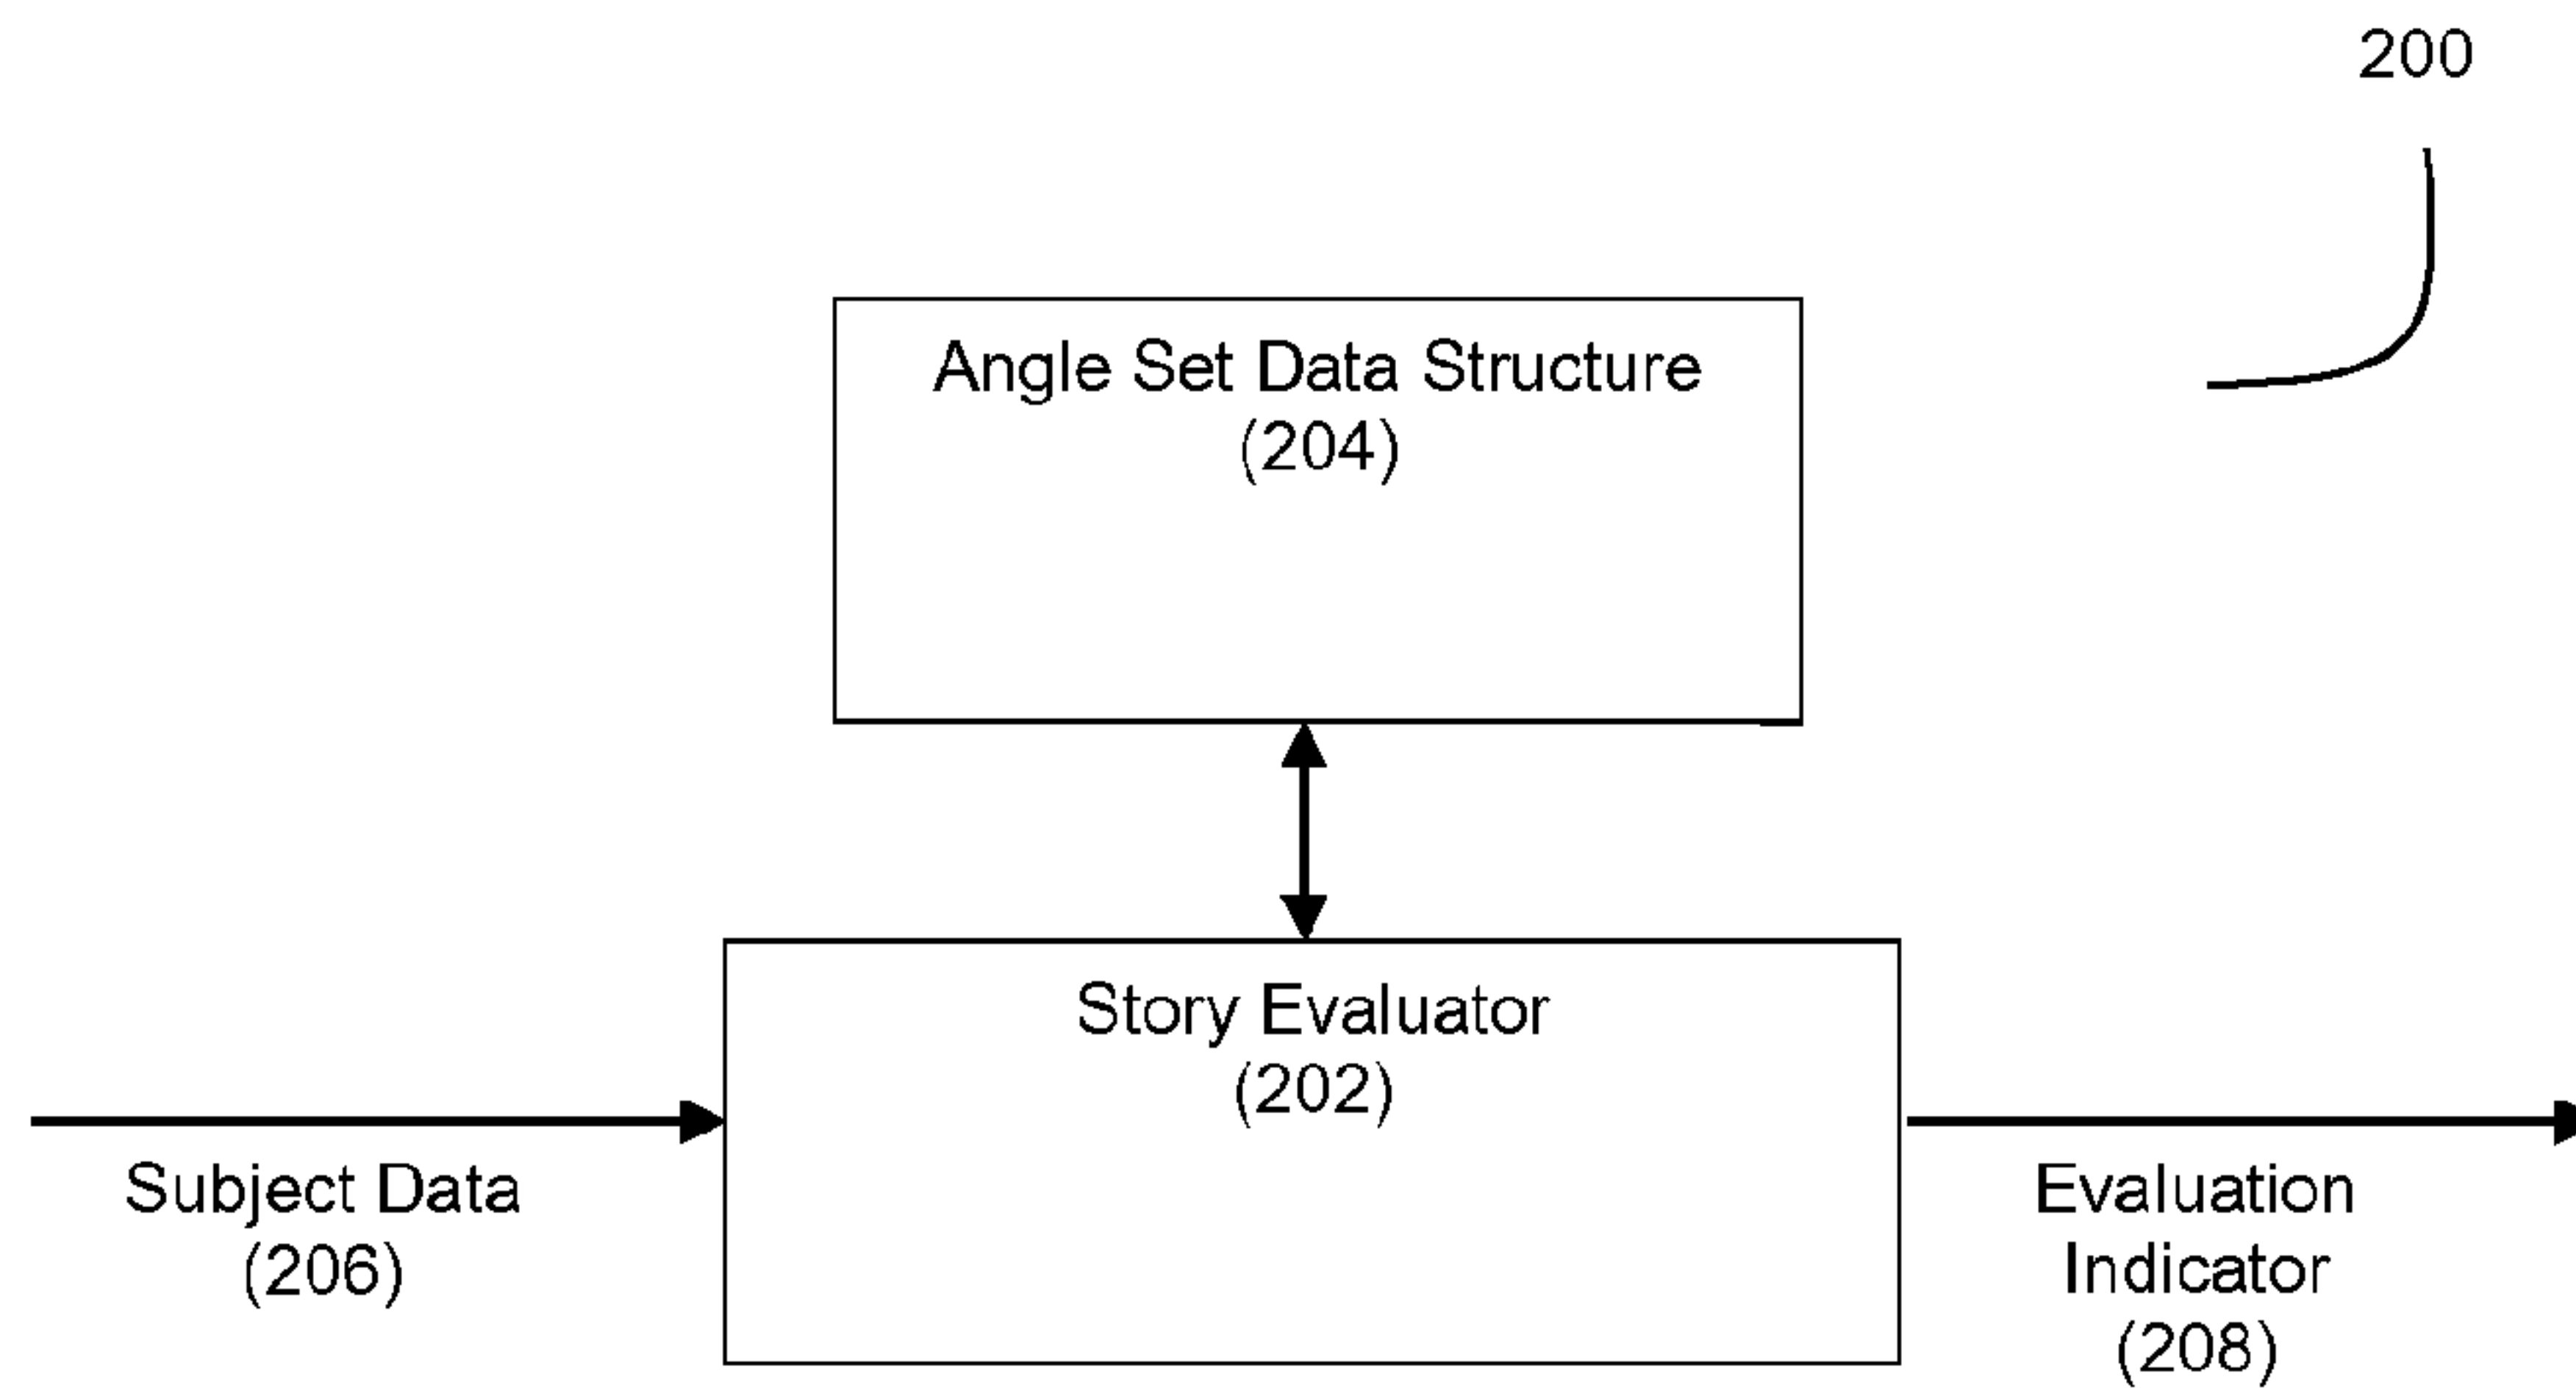 200
Angle Set Data Structure
(204)
Story Evaluator
(202)
Subject Data
(206)
Evaluation
Indicator
(208)